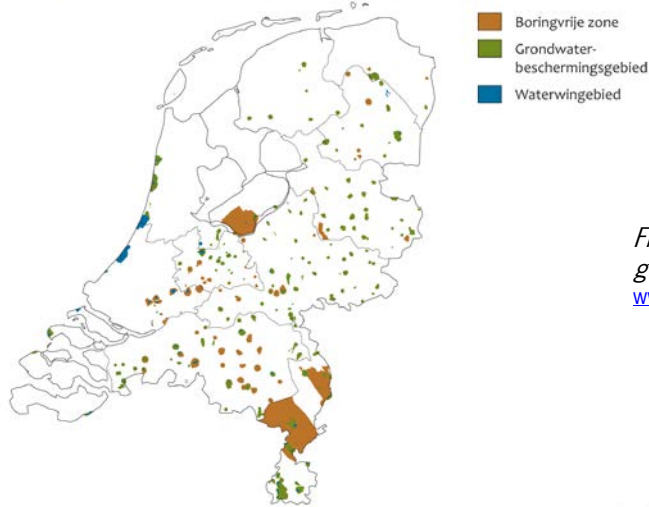 Boringvrije zone
Grondwater-
beschermingsgebied
Waterwingebied